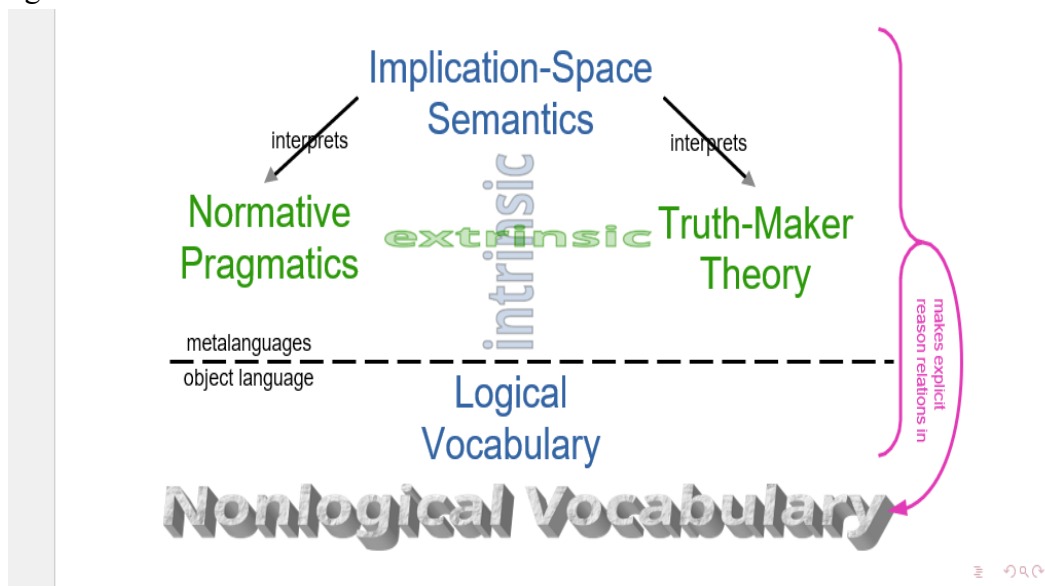 Implication-Space
Semantics
interprets
interprets
intrinsic
extrinsic
Normative
Pragmatics
Truth-Maker
Theory
makes explicit
reason relations in
metalanguages
object language
Logical
Vocabulary
Nonlogical Vocabulary